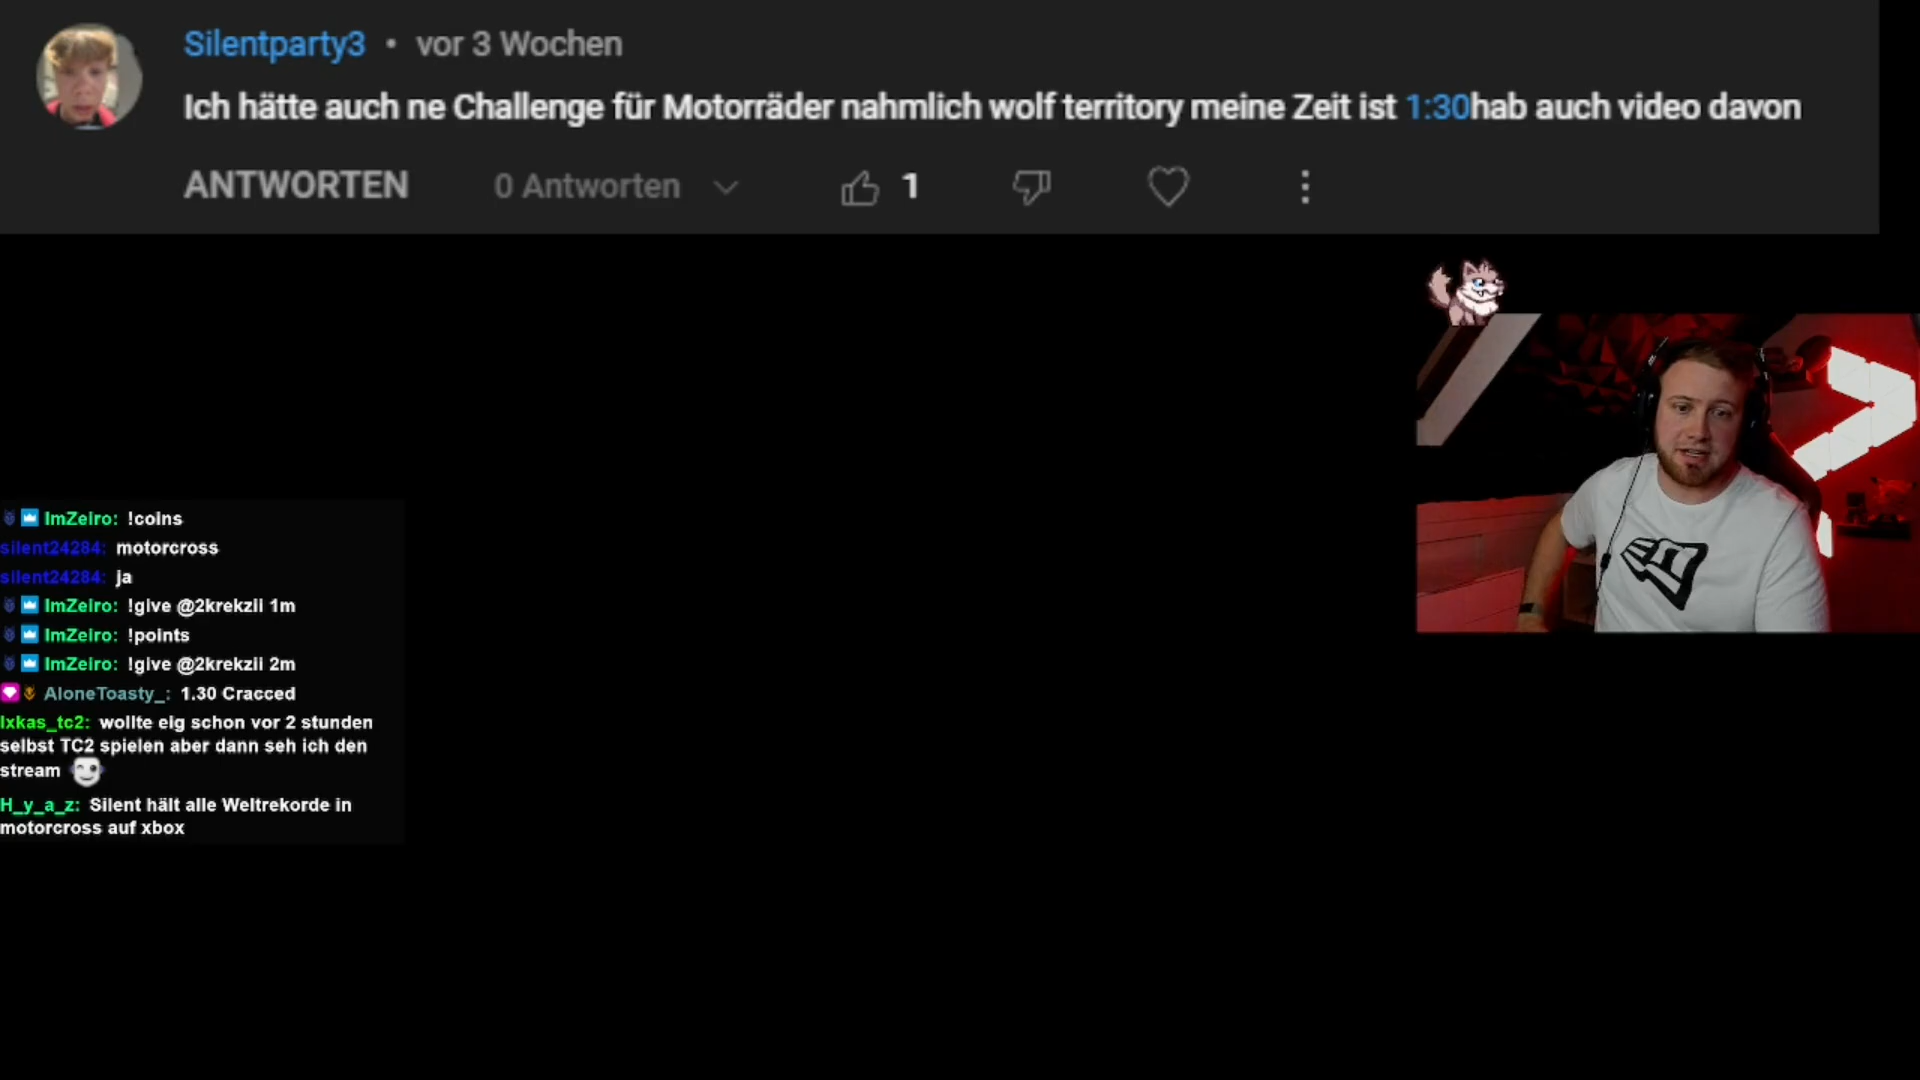 Silentparty3 • vor 3 Wochen
Ich hätte auch ne Challenge für Motorräder nahmlich wolf territory meine Zeit ist 1:30hab auch video davon
ANTWORTEN 0 Antworten 1
ImZeiro: !coins
silent24284: motorcross
silent24284: ja
ImZeiro: !give @2krekzii 1m
ImZeiro: !points
ImZeiro: !give @2krekzii 2m
AloneToasty_: 1.30 Cracced
lxkas_tc2: wollte eig schon vor 2 stunden
selbst TC2 spielen aber dann seh ich den
stream
H_y_a_z: Silent hält alle Weltrekorde in
motorcross auf xbox